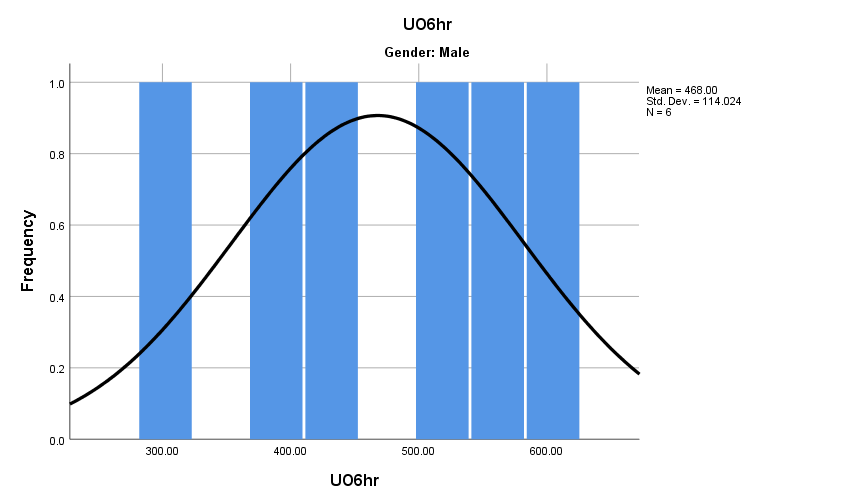 UO6hr
Gender: Male
1.0
0.8
0.6
0.4
0.2
0.0
Frequency
300.00 400.00 500.00 600.00
UO6hr
Mean = 468.00
Std. Dev. = 114.024
N = 6